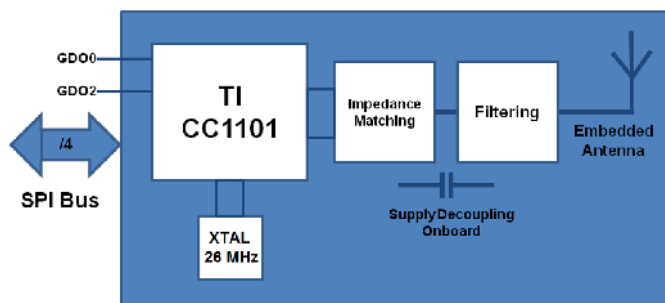 GDO0
GDO2
/4
SPI Bus
TI
CC1101
XTAL
26 MHz
Impedance
Matching
Filtering
Embedded
Antenna
SupplyDecoupling
Onboard